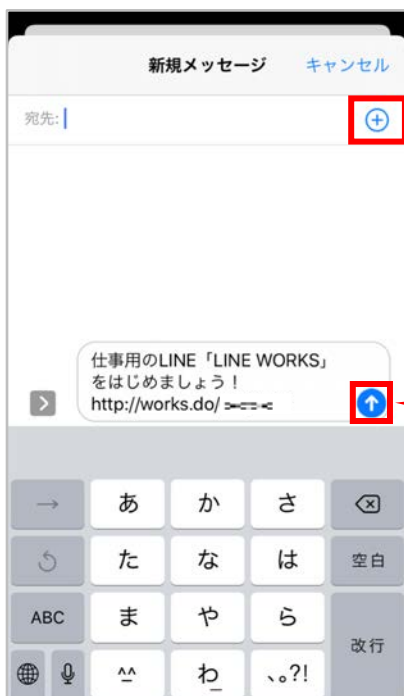 新規メッセージ キャンセル
宛先:
仕事用のLINE「LINE WORKS」
をはじめましょう！
http://works.do/
→ あ か さ
た な は 空白
ABC ま や ら
改行
^^ わ_ 、。?!